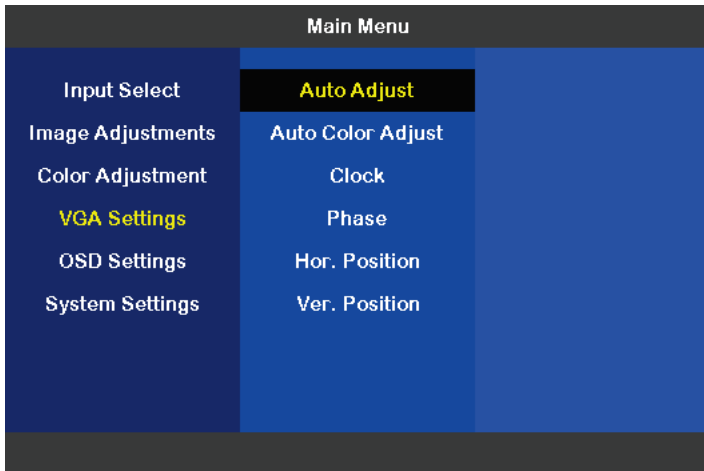 Main Menu
Input Select
Image Adjustments
Color Adjustment
VGA Settings
OSD Settings
System Settings
Auto Adjust
Auto Color Adjust
Clock
Phase
Hor. Position
Ver. Position